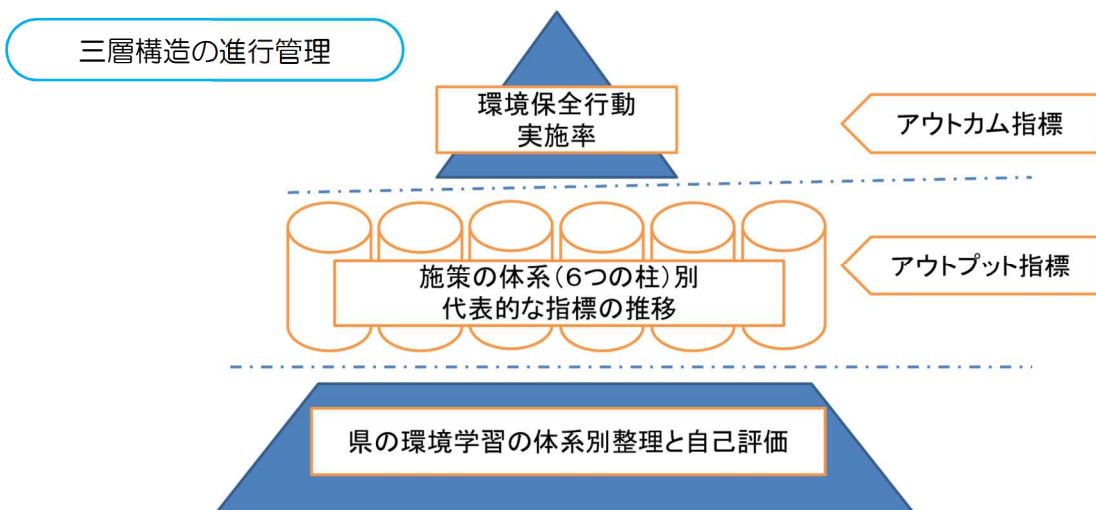 三層構造の進行管理
環境保全行動
実施率
アウトカム指標
施策の体系(6つの柱)別
代表的な指標の推移
アウトプット指標
県の環境学習の体系別整理と自己評価